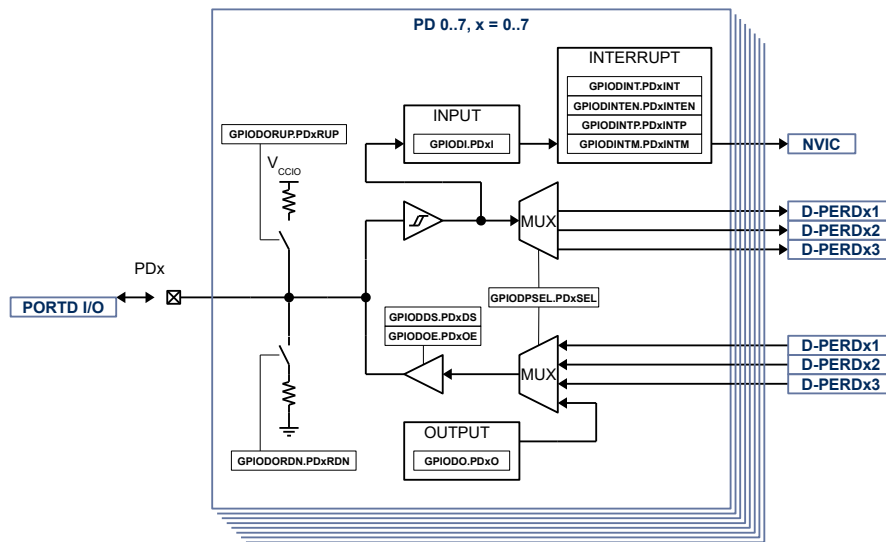 PD 0..7, x = 0..7
INTERRUPT
GPIODINT.PDxINT
GPIODINTEN.PDxINTEN
GPIODINTP.PDxINTP
GPIODINTM.PDxINTM
INPUT
GPIODI.PDxI
NVIC
GPIODORUP.PDxRUP
VCCIO
MUX
D-PERDx1
D-PERDx2
D-PERDx3
PDx
PORTD I/O
GPIODPSEL.PDxSEL
GPIODDS.PDxDS
GPIODOE.PDxOE
MUX
D-PERDx1
D-PERDx2
D-PERDx3
OUTPUT
GPIODO.PDxO
GPIODORDN.PDxRDN